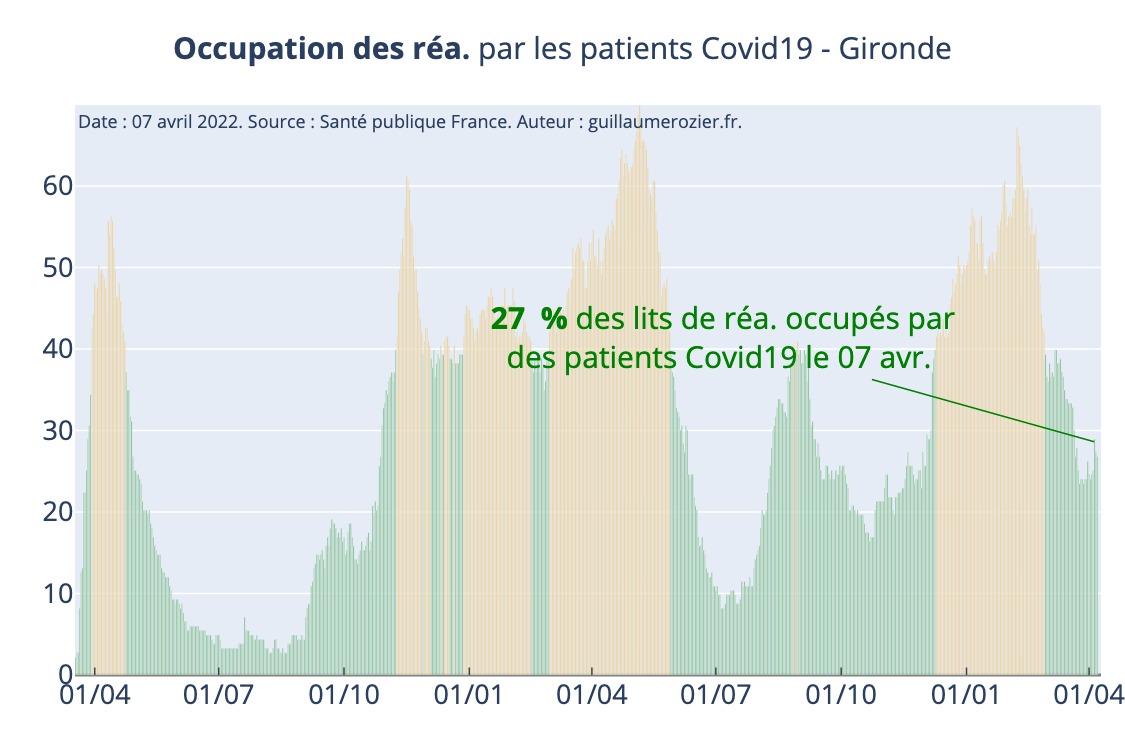 Occupation des réa. par les patients Covid19 - Gironde
Date : 07 avril 2022. Source : Santé publique France. Auteur : guillaumerozier.fr.
60
50
27 % des lits de réa. occupés par
des patients Covid19 le 07 avr.
40
30
20
10
0
01/04 01/07 01/10 01/01 01/04 01/07 01/10 01/01 01/04